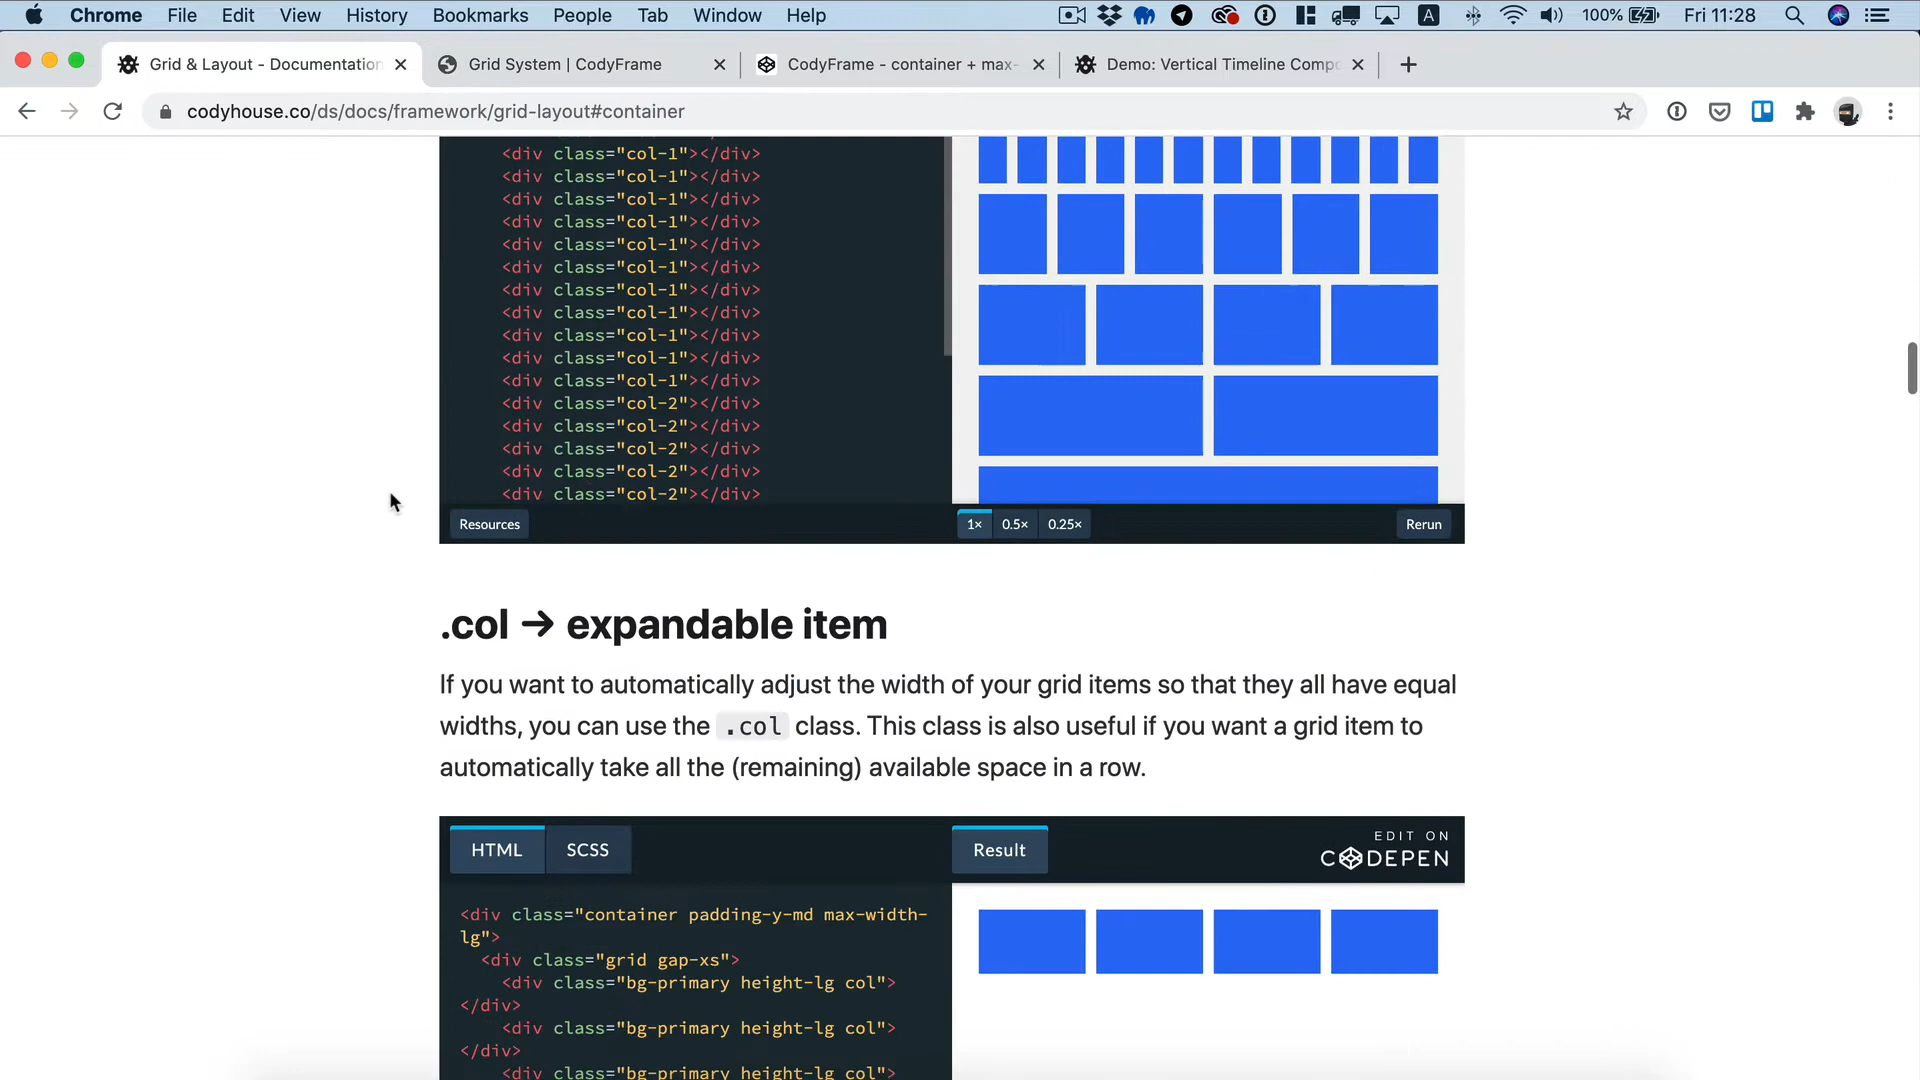 Chrome File Edit View History Bookmarks People Tab Window Help A 100% Fri 11:28
Grid & Layout - Documentation
Grid System | CodyFrame
CodyFrame - container + max-
Demo: Vertical Timeline Compo
codyhouse.co/ds/docs/framework/grid-layout#container
<div class="col-1"></div>
<div class="col-1"></div>
<div class="col-1"></div>
<div class="col-1"></div>
<div class="col-1"></div>
<div class="col-1"></div>
<div class="col-1"></div>
<div class="col-1"></div>
<div class="col-1"></div>
<div class="col-1"></div>
<div class="col-1"></div>
<div class="col-2"></div>
<div class="col-2"></div>
<div class="col-2"></div>
<div class="col-2"></div>
<div class="col-2"></div>
Resources 1× 0.5× 0.25× Rerun
.col → expandable item
If you want to automatically adjust the width of your grid items so that they all have equal
widths, you can use the .col class. This class is also useful if you want a grid item to
automatically take all the (remaining) available space in a row.
HTML SCSS Result
EDIT ON
CODEPEN
<div class="container padding-y-md max-width-
lg">
<div class="grid gap-xs">
<div class="bg-primary height-lg col">
</div>
<div class="bg-primary height-lg col">
</div>
<div class="bg-primary height-lg col">